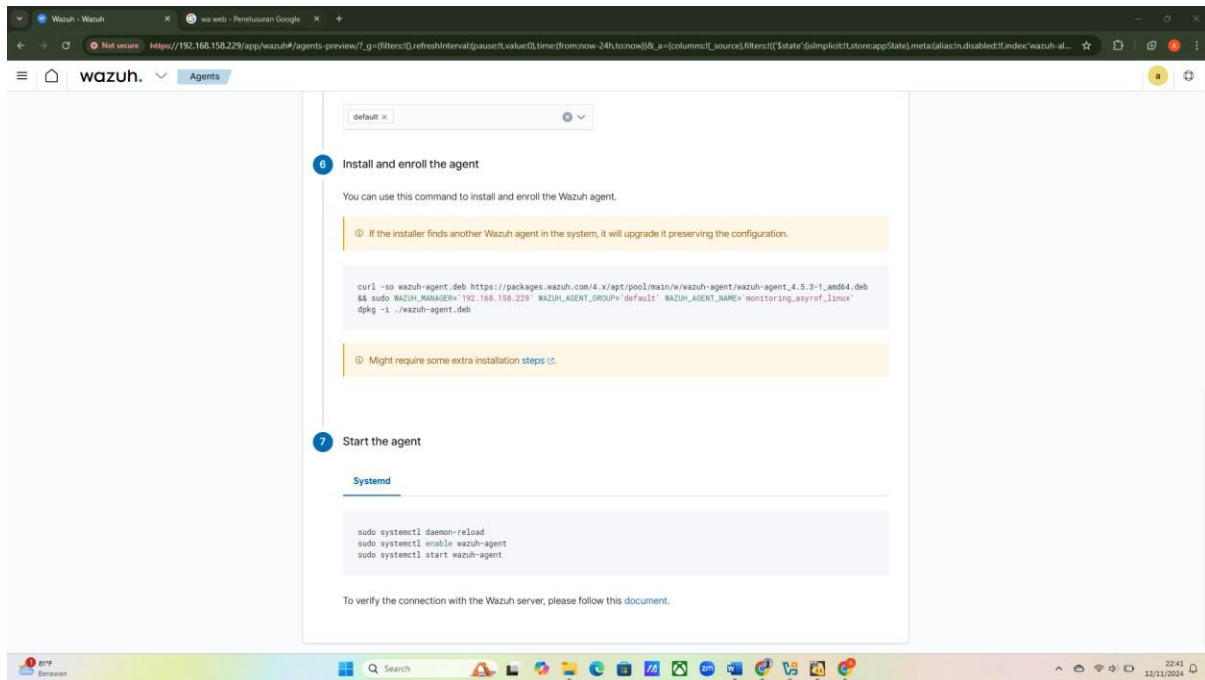 Wazuh - Wazuh
wa web - Penelusuran Google
Not secure https://192.168.158.229/app/wazuh#/agents-preview/?_g=(filters:!(),refreshInterval:(pause:!t,value:0),time:(from:now-24h,to:now))&_a=(columns:!(_source),filters:!(('$state':(isImplicit:!t,store:appState),meta:(alias:!n,disabled:!f,index:'wazuh-al...
wazuh. Agents a
default ×
6 Install and enroll the agent
You can use this command to install and enroll the Wazuh agent.
If the installer finds another Wazuh agent in the system, it will upgrade it preserving the configuration.
curl -so wazuh-agent.deb https://packages.wazuh.com/4.x/apt/pool/main/w/wazuh-agent/wazuh-agent_4.5.3-1_amd64.deb
&& sudo WAZUH_MANAGER='192.168.158.229' WAZUH_AGENT_GROUP='default' WAZUH_AGENT_NAME='monitoring_asyrof_linux'
dpkg -i ./wazuh-agent.deb
Might require some extra installation steps.
7 Start the agent
Systemd
sudo systemctl daemon-reload
sudo systemctl enable wazuh-agent
sudo systemctl start wazuh-agent
To verify the connection with the Wazuh server, please follow this document.
1
81°F
Berawan
Search
zm
22:41
12/11/2024